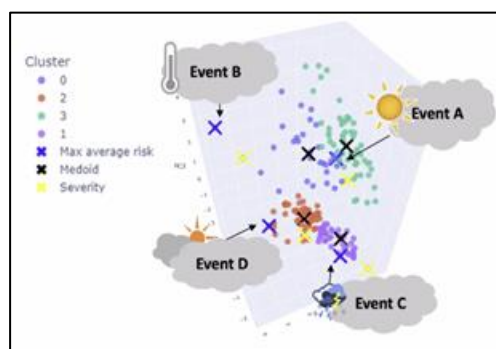 Cluster
0
2
3
1
Max average risk
Medoid
Severity
Event B
Event A
Event D
Event C